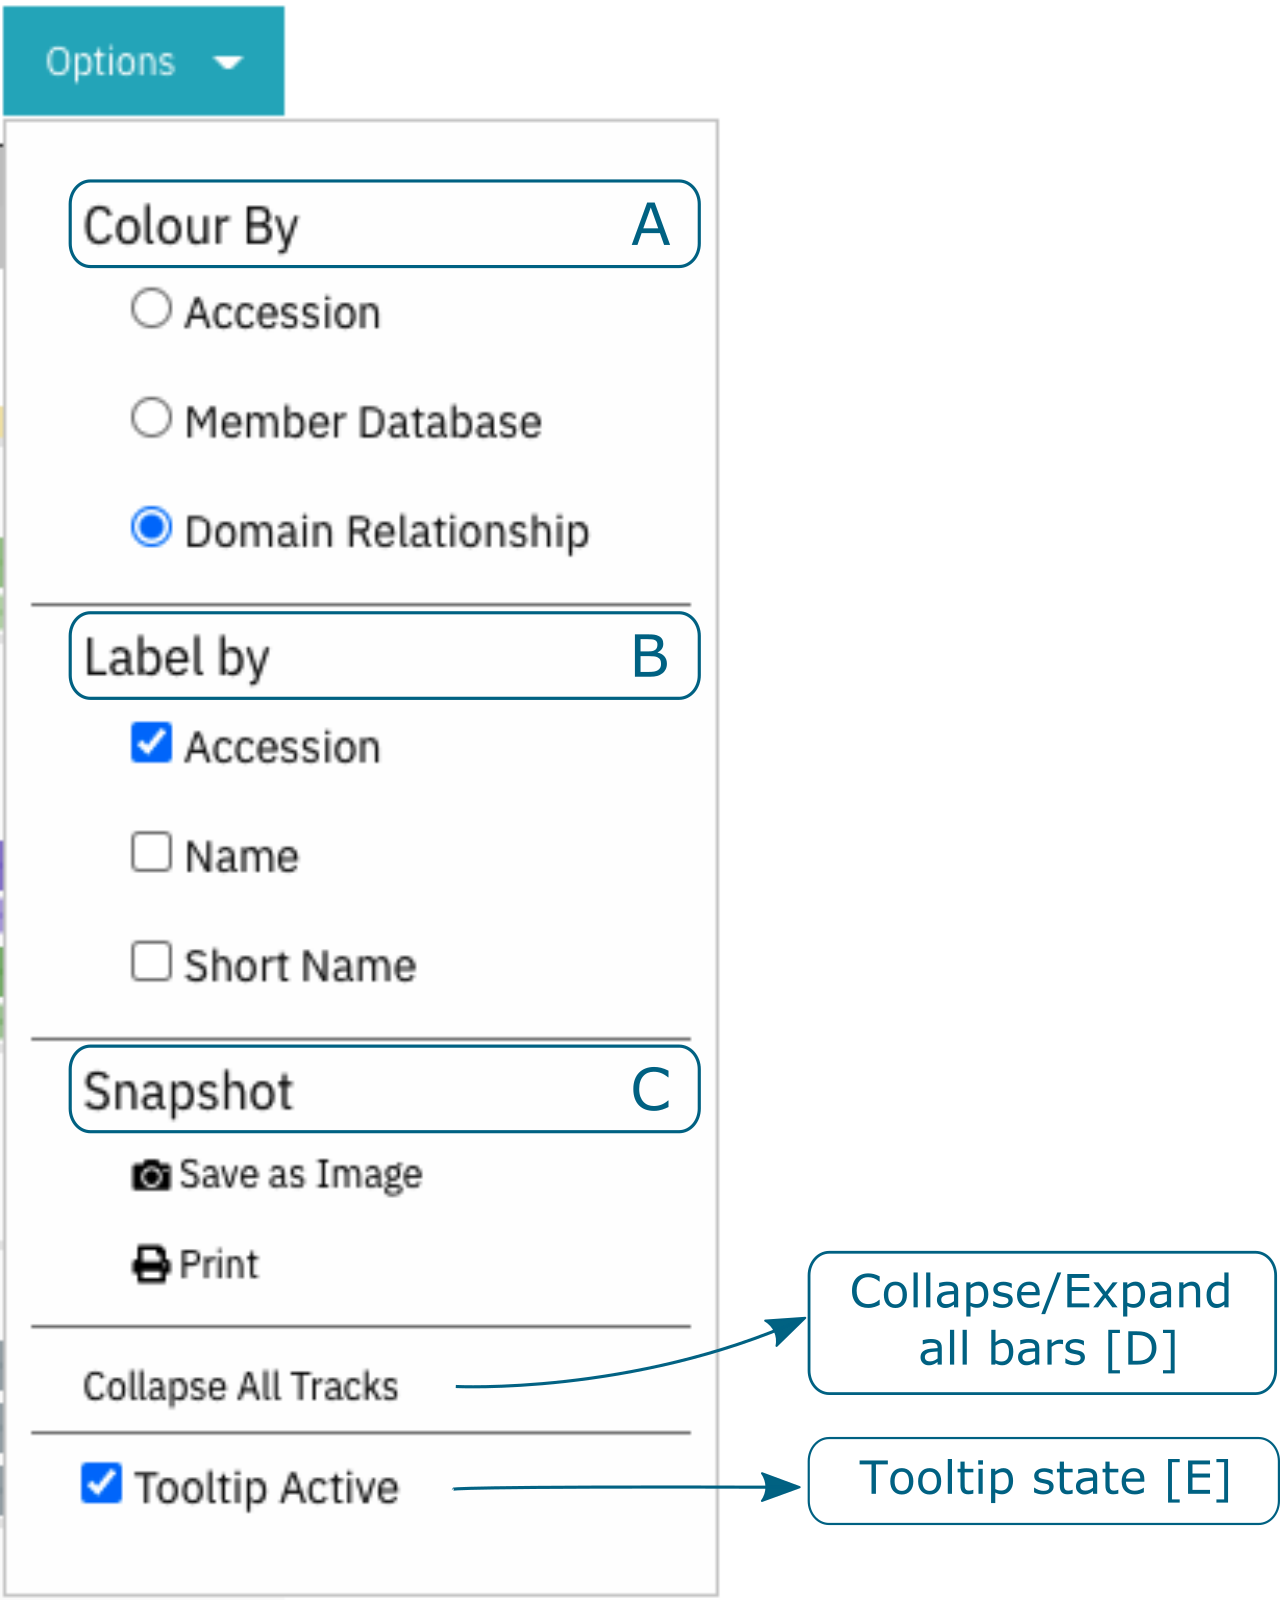 Options
Colour By A
Accession
Member Database
Domain Relationship
Label by B
Accession
Name
Short Name
Snapshot C
Save as Image
Print
Collapse/Expand
all bars [D]
Collapse All Tracks
Tooltip Active
Tooltip state [E]